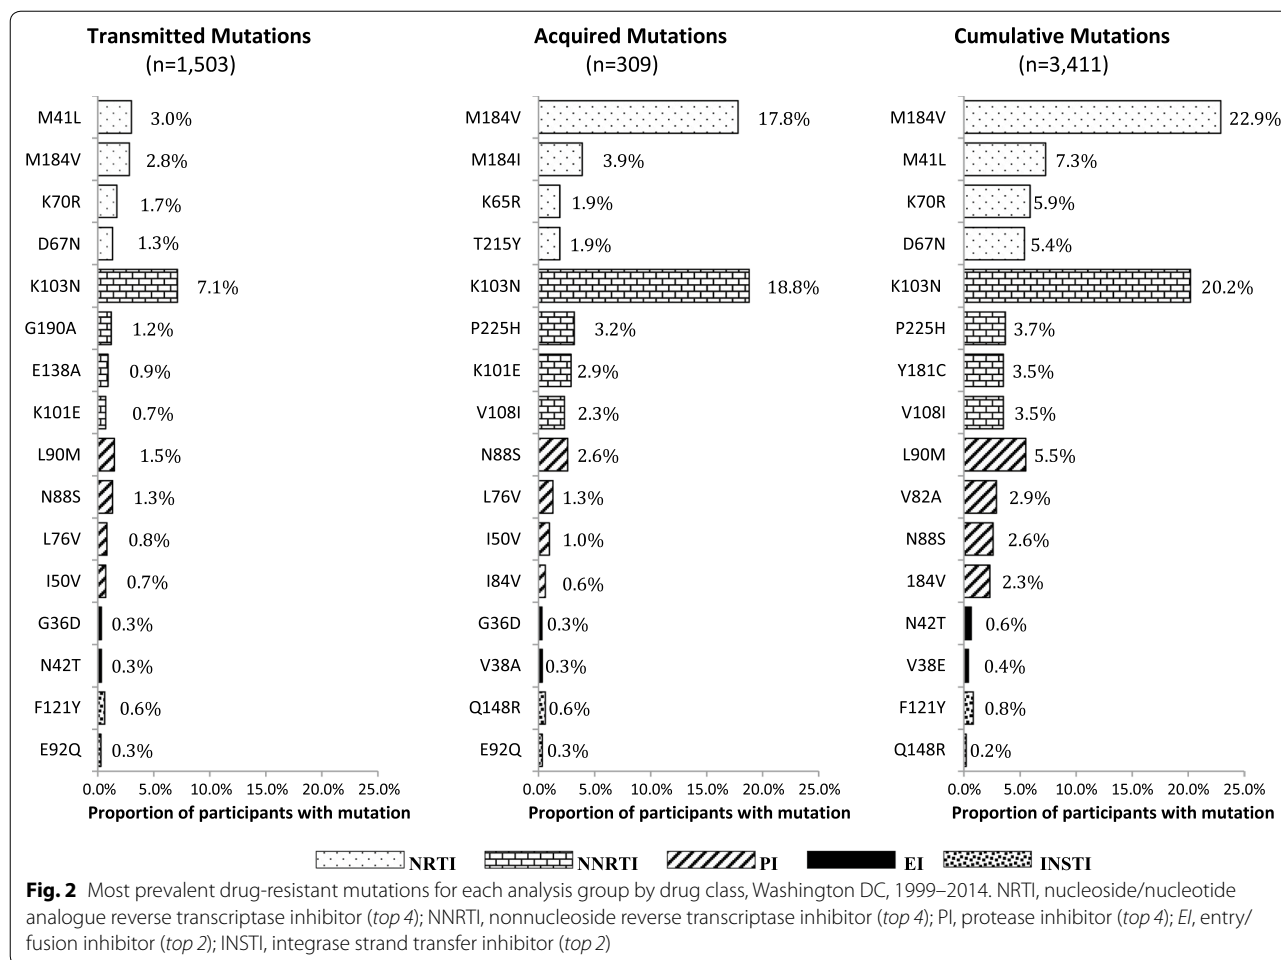 Transmitted Mutations
(n=1,503)
M41L 3.0%
M184V 2.8%
K70R 1.7%
D67N 1.3%
K103N 7.1%
G190A 1.2%
E138A 0.9%
K101E 0.7%
L90M 1.5%
N88S 1.3%
L76V 0.8%
I50V 0.7%
G36D 0.3%
N42T 0.3%
F121Y 0.6%
E92Q 0.3%
0.0% 5.0% 10.0% 15.0% 20.0% 25.0%
Proportion of participants with mutation
Acquired Mutations
(n=309)
M184V 17.8%
M184I 3.9%
K65R 1.9%
T215Y 1.9%
K103N 18.8%
P225H 3.2%
K101E 2.9%
V108I 2.3%
N88S 2.6%
L76V 1.3%
I50V 1.0%
I84V 0.6%
G36D 0.3%
V38A 0.3%
Q148R 0.6%
E92Q 0.3%
0.0% 5.0% 10.0% 15.0% 20.0% 25.0%
Proportion of participants with mutation
Cumulative Mutations
(n=3,411)
M184V 22.9%
M41L 7.3%
K70R 5.9%
D67N 5.4%
K103N 20.2%
P225H 3.7%
Y181C 3.5%
V108I 3.5%
L90M 5.5%
V82A 2.9%
N88S 2.6%
184V 2.3%
N42T 0.6%
V38E 0.4%
F121Y 0.8%
Q148R 0.2%
0.0% 5.0% 10.0% 15.0% 20.0% 25.0%
Proportion of participants with mutation
NRTI NNRTI PI EI INSTI
Fig. 2 Most prevalent drug-resistant mutations for each analysis group by drug class, Washington DC, 1999–2014. NRTI, nucleoside/nucleotide
analogue reverse transcriptase inhibitor (top 4); NNRTI, nonnucleoside reverse transcriptase inhibitor (top 4); PI, protease inhibitor (top 4); EI, entry/
fusion inhibitor (top 2); INSTI, integrase strand transfer inhibitor (top 2)